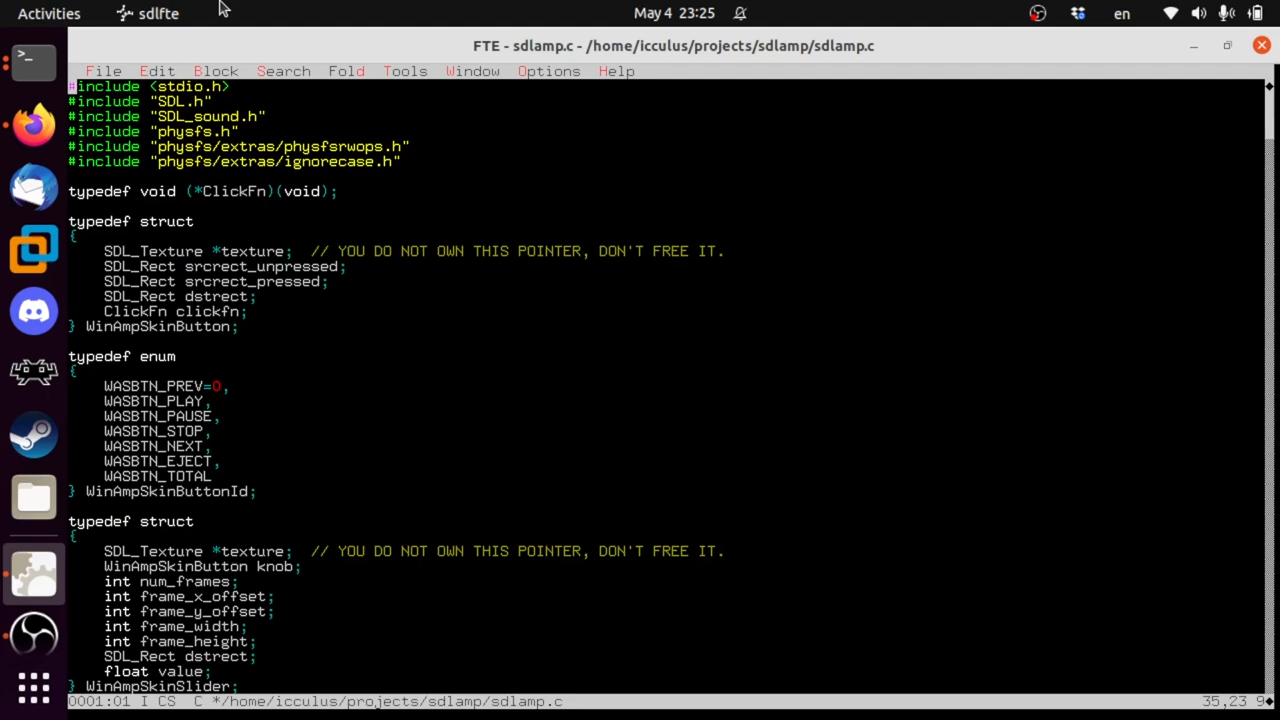 Activities sdlfte May 4 23:25 en
FTE - sdlamp.c - /home/icculus/projects/sdlamp/sdlamp.c
File Edit Block Search Fold Tools Window Options Help
#include <stdio.h>
#include "SDL.h"
#include "SDL_sound.h"
#include "physfs.h"
#include "physfs/extras/physfsrwops.h"
#include "physfs/extras/ignorecase.h"
typedef void (*ClickFn)(void);
typedef struct
{
    SDL_Texture *texture;  // YOU DO NOT OWN THIS POINTER, DON'T FREE IT.
    SDL_Rect srcrect_unpressed;
    SDL_Rect srcrect_pressed;
    SDL_Rect dstrect;
    ClickFn clickfn;
} WinAmpSkinButton;
typedef enum
{
    WASBTN_PREV=0,
    WASBTN_PLAY,
    WASBTN_PAUSE,
    WASBTN_STOP,
    WASBTN_NEXT,
    WASBTN_EJECT,
    WASBTN_TOTAL
} WinAmpSkinButtonId;
typedef struct
{
    SDL_Texture *texture;  // YOU DO NOT OWN THIS POINTER, DON'T FREE IT.
    WinAmpSkinButton knob;
    int num_frames;
    int frame_x_offset;
    int frame_y_offset;
    int frame_width;
    int frame_height;
    SDL_Rect dstrect;
    float value;
} WinAmpSkinSlider;
0001:01 I CS  C */home/icculus/projects/sdlamp/sdlamp.c 35,23 9